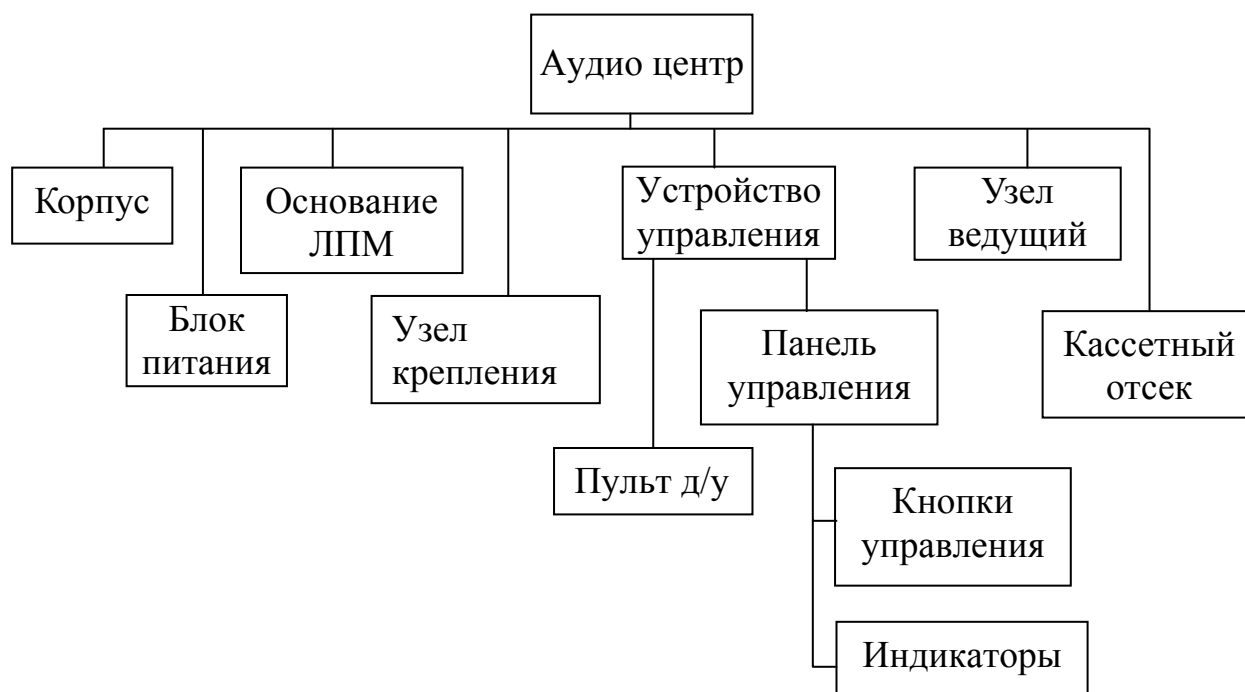 Аудио центр
Корпус
Основание
ЛПМ
Устройство
управления
Узел
ведущий
Блок
питания
Узел
крепления
Панель
управления
Кассетный
отсек
Пульт д/у
Кнопки
управления
Индикаторы